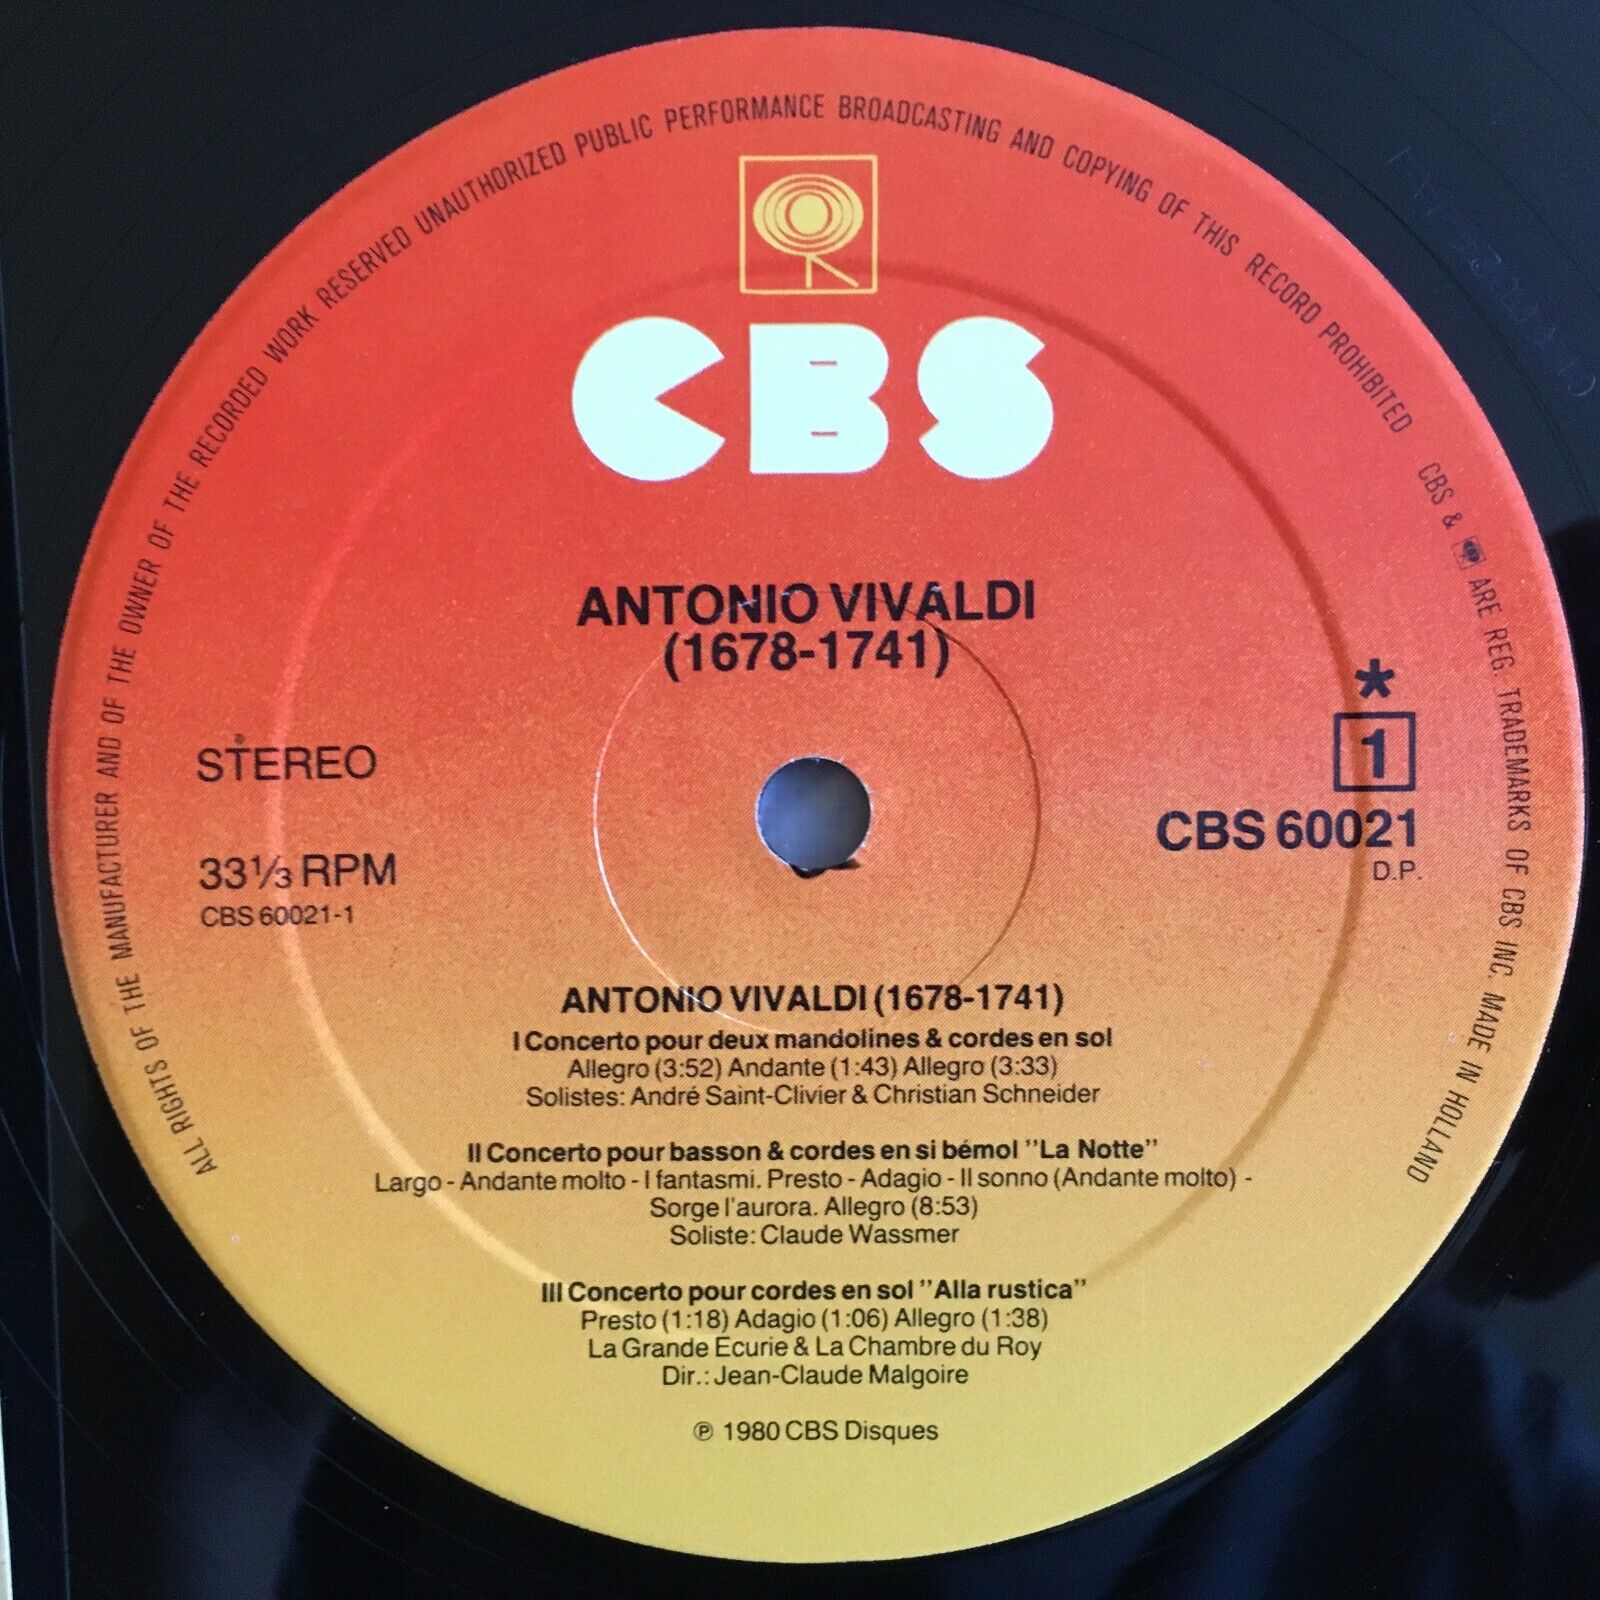 ALL RIGHTS OF THE MANUFACTURER AND OF THE OWNER OF THE RECORDED WORK RESERVED UNAUTHORIZED PUBLIC PERFORMANCE BROADCASTING AND COPYING OF THIS RECORD PROHIBITED CBS & ARE REG. TRADEMARKS OF CBS INC. MADE IN HOLLAND
CBS
ANTONIO VIVALDI
(1678-1741)
STEREO
33⅓ RPM
CBS 60021-1
*
1
CBS 60021
D.P.
ANTONIO VIVALDI (1678-1741)
I Concerto pour deux mandolines & cordes en sol
Allegro (3:52) Andante (1:43) Allegro (3:33)
Solistes: André Saint-Clivier & Christian Schneider
II Concerto pour basson & cordes en si bémol "La Notte"
Largo - Andante molto - I fantasmi. Presto - Adagio - Il sonno (Andante molto) -
Sorge l'aurora. Allegro (8:53)
Soliste: Claude Wassmer
III Concerto pour cordes en sol "Alla rustica"
Presto (1:18) Adagio (1:06) Allegro (1:38)
La Grande Ecurie & La Chambre du Roy
Dir.: Jean-Claude Malgoire
℗ 1980 CBS Disques